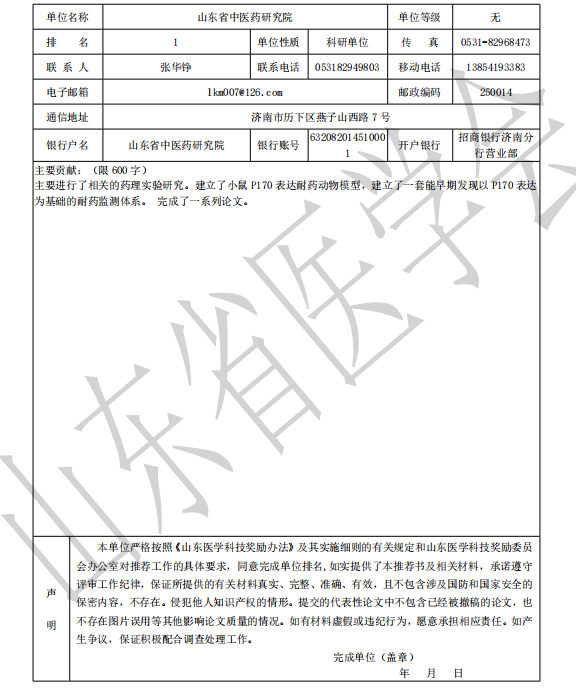 单位名称 山东省中医药研究院 单位等级 无
排 名 1 单位性质 科研单位 传 真 0531-82968473
联 系 人 张华铮 联系电话 053182949803 移动电话 13854193383
电子邮箱 lkm007@126.com 邮政编码 250014
通信地址 济南市历下区燕子山西路 7 号
银行户名 山东省中医药研究院 银行账号 632082014510001 开户银行 招商银行济南分行营业部
主要贡献：（限 600 字）
主要进行了相关的药理实验研究。建立了小鼠 P170 表达耐药动物模型，建立了一套能早期发现以 P170 表达
为基础的耐药监测体系。 完成了一系列论文。
声
明
本单位严格按照《山东医学科技奖励办法》及其实施细则的有关规定和山东医学科技奖励委员
会办公室对推荐工作的具体要求，同意完成单位排名,如实提供了本推荐书及相关材料，承诺遵守
评审工作纪律，保证所提供的有关材料真实、完整、准确、有效，且不包含涉及国防和国家安全的
保密内容，不存在。侵犯他人知识产权的情形。提交的代表性论文中不包含已经被撤稿的论文，也
不存在图片误用等其他影响论文质量的情况。如有材料虚假或违纪行为，愿意承担相应责任。如产
生争议，保证积极配合调查处理工作。
完成单位（盖章）
年 月 日
山东省医学会